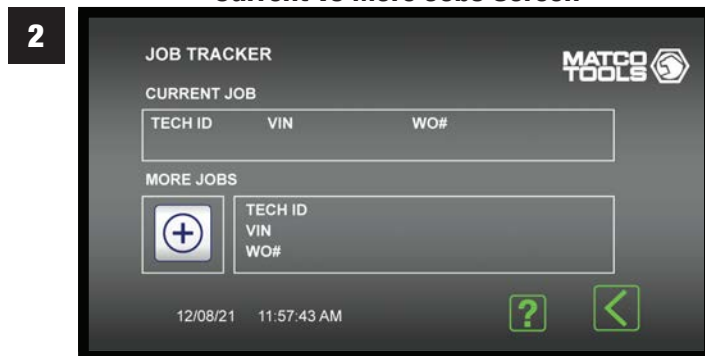 2
JOB TRACKER
MATCO TOOLS
CURRENT JOB
TECH ID VIN WO#
MORE JOBS
TECH ID
VIN
WO#
12/08/21 11:57:43 AM
?